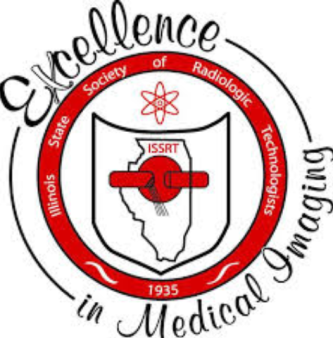 Excellence
in Medical Imaging
Illinois State Society of Radiologic Technologists
ISSRT
1935